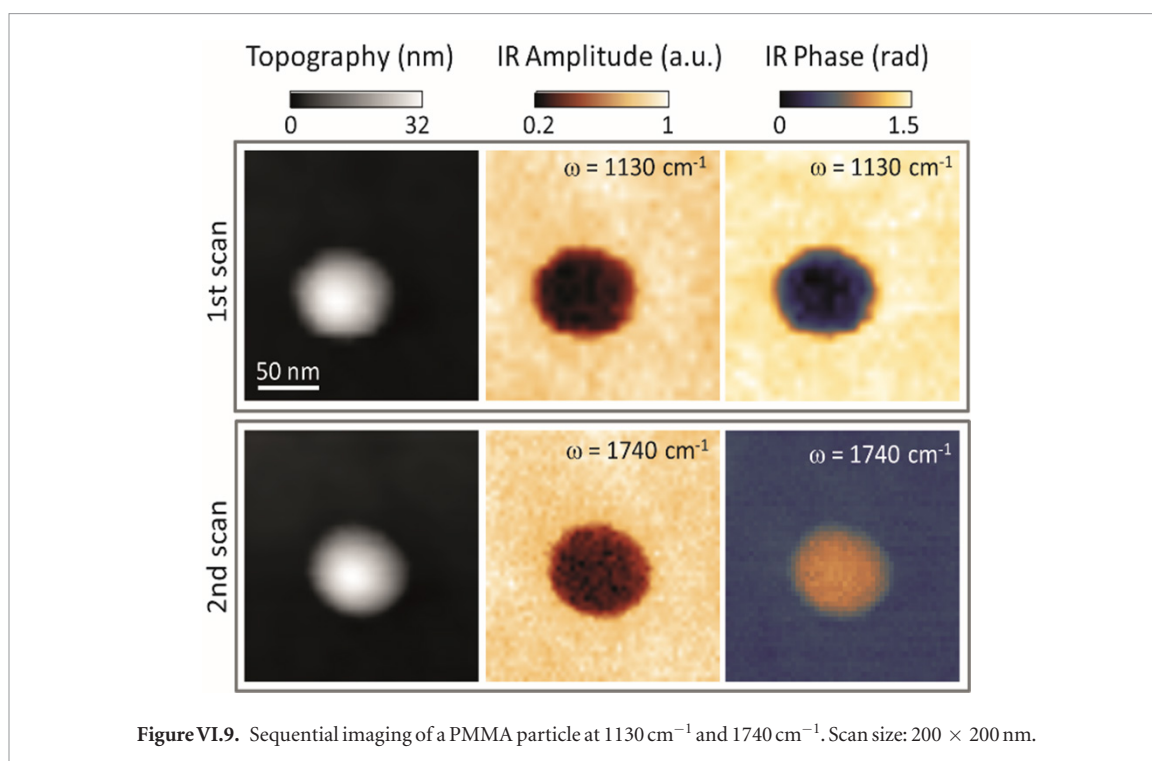 Topography (nm) IR Amplitude (a.u.) IR Phase (rad)
0 32 0.2 1 0 1.5
1st scan
ω = 1130 cm⁻¹ ω = 1130 cm⁻¹
50 nm
2nd scan
ω = 1740 cm⁻¹ ω = 1740 cm⁻¹
Figure VI.9. Sequential imaging of a PMMA particle at 1130 cm⁻¹ and 1740 cm⁻¹. Scan size: 200 × 200 nm.